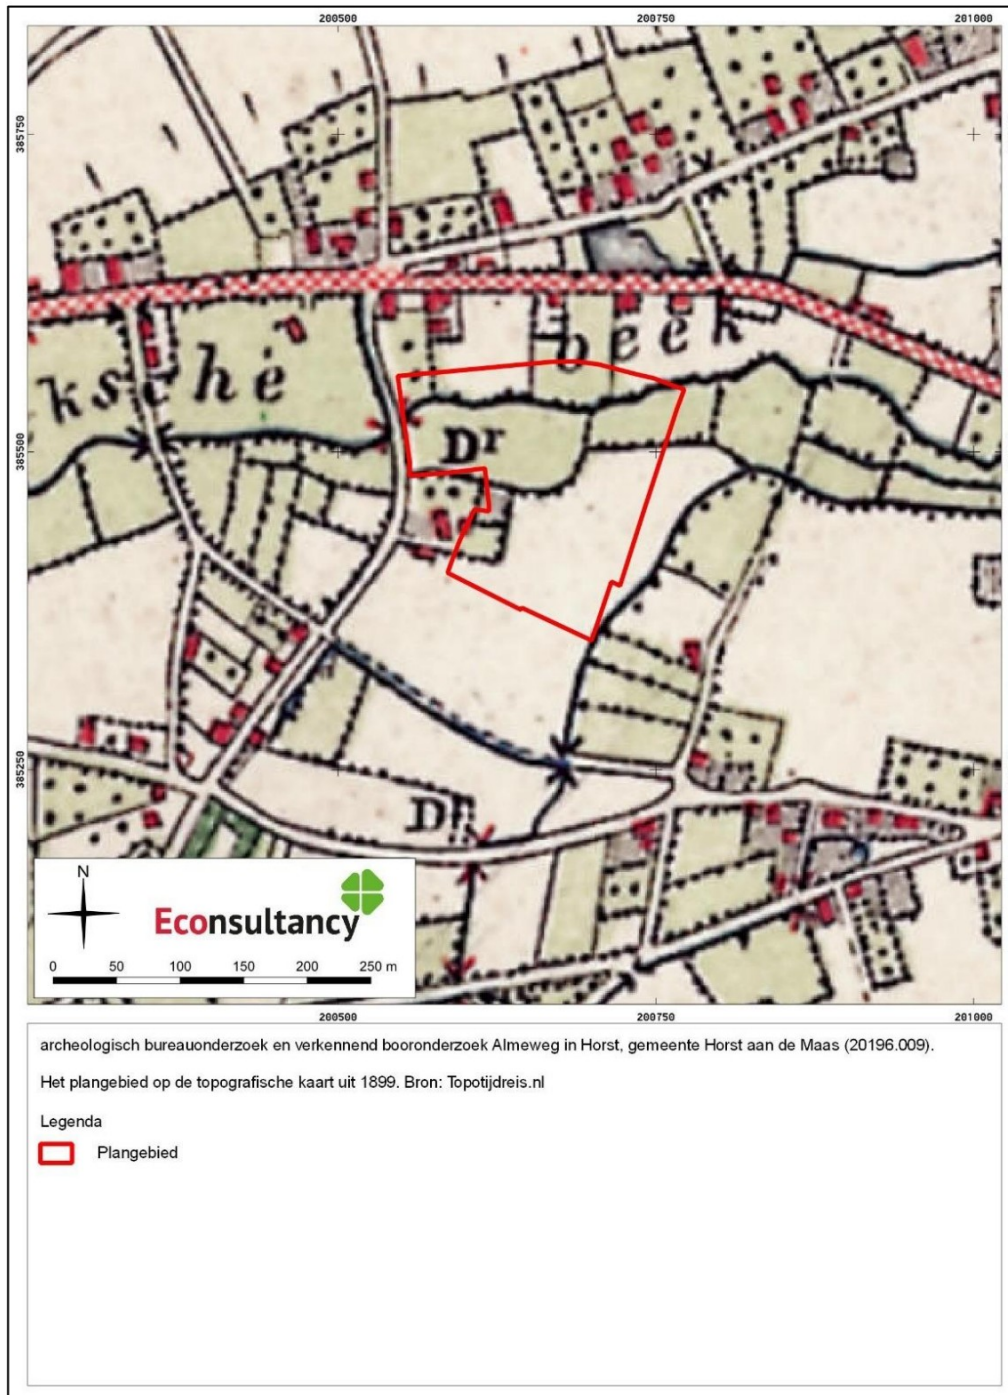 200500 200750 201000
385750
ksche beek
385500
Dr
385250
Dr
N
Econsultancy
0 50 100 150 200 250 m
200500 200750 201000
archeologisch bureauonderzoek en verkennend booronderzoek Almeweg in Horst, gemeente Horst aan de Maas (20196.009).
Het plangebied op de topografische kaart uit 1899. Bron: Topotijdreis.nl
Legenda
Plangebied